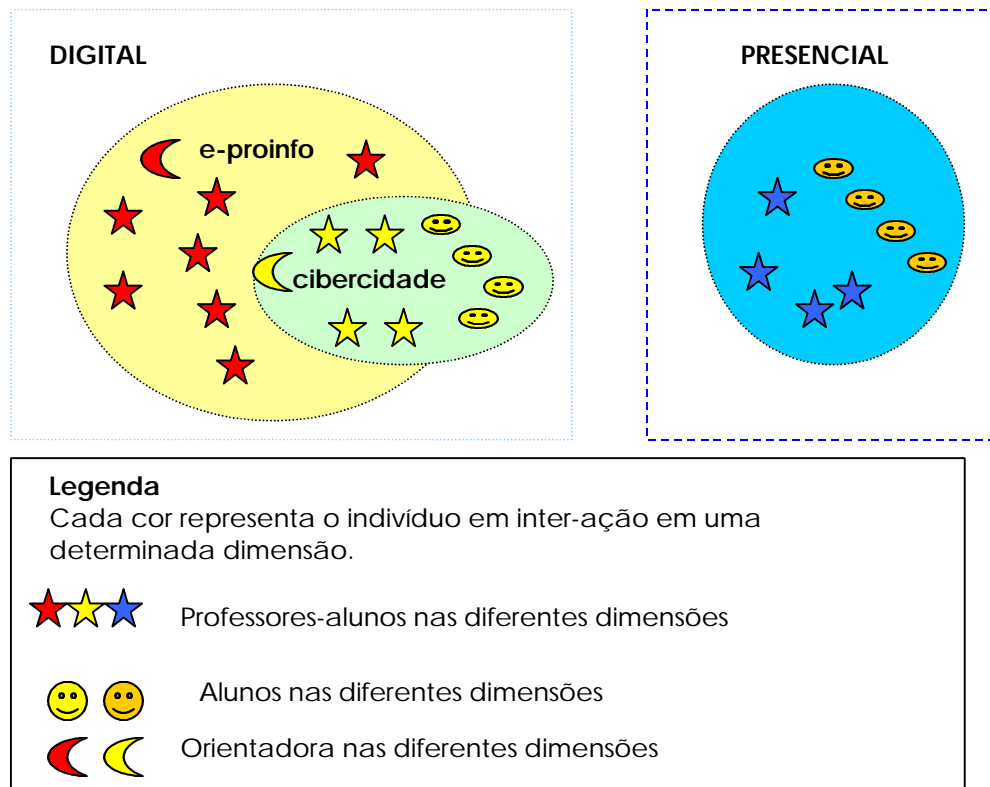 DIGITAL
PRESENCIAL
e-proinfo
cibercidade
Legenda
Cada cor representa o indivíduo em inter-ação em uma
determinada dimensão.
Professores-alunos nas diferentes dimensões
Alunos nas diferentes dimensões
Orientadora nas diferentes dimensões